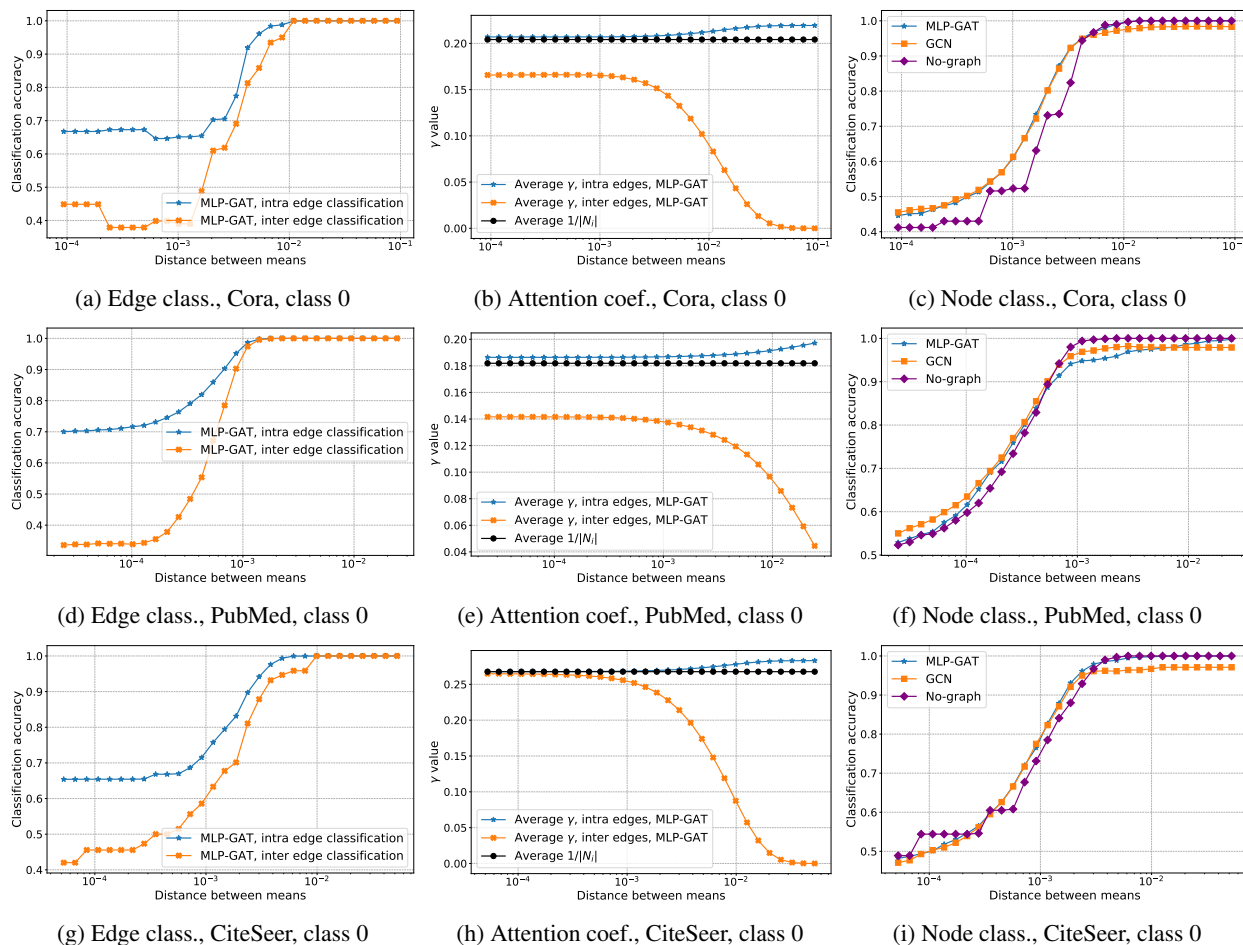 1.0
0.9
0.8
0.7
0.6
0.5
0.4
Classification accuracy
MLP-GAT, intra edge classification
MLP-GAT, inter edge classification
10⁻⁴ 10⁻³ 10⁻² 10⁻¹
Distance between means
(a) Edge class., Cora, class 0
0.20
0.15
0.10
0.05
0.00
γ value
Average γ, intra edges, MLP-GAT
Average γ, inter edges, MLP-GAT
Average 1/|Nᵢ|
10⁻⁴ 10⁻³ 10⁻² 10⁻¹
Distance between means
(b) Attention coef., Cora, class 0
1.0
0.9
0.8
0.7
0.6
0.5
0.4
Classification accuracy
MLP-GAT
GCN
No-graph
10⁻⁴ 10⁻³ 10⁻² 10⁻¹
Distance between means
(c) Node class., Cora, class 0
1.0
0.9
0.8
0.7
0.6
0.5
0.4
Classification accuracy
MLP-GAT, intra edge classification
MLP-GAT, inter edge classification
10⁻⁴ 10⁻³ 10⁻²
Distance between means
(d) Edge class., PubMed, class 0
0.20
0.18
0.16
0.14
0.12
0.10
0.08
0.06
0.04
γ value
Average γ, intra edges, MLP-GAT
Average γ, inter edges, MLP-GAT
Average 1/|Nᵢ|
10⁻⁴ 10⁻³ 10⁻²
Distance between means
(e) Attention coef., PubMed, class 0
1.0
0.9
0.8
0.7
0.6
0.5
Classification accuracy
MLP-GAT
GCN
No-graph
10⁻⁴ 10⁻³ 10⁻²
Distance between means
(f) Node class., PubMed, class 0
1.0
0.9
0.8
0.7
0.6
0.5
0.4
Classification accuracy
MLP-GAT, intra edge classification
MLP-GAT, inter edge classification
10⁻⁴ 10⁻³ 10⁻²
Distance between means
(g) Edge class., CiteSeer, class 0
0.25
0.20
0.15
0.10
0.05
0.00
γ value
Average γ, intra edges, MLP-GAT
Average γ, inter edges, MLP-GAT
Average 1/|Nᵢ|
10⁻⁴ 10⁻³ 10⁻²
Distance between means
(h) Attention coef., CiteSeer, class 0
1.0
0.9
0.8
0.7
0.6
0.5
Classification accuracy
MLP-GAT
GCN
No-graph
10⁻⁴ 10⁻³ 10⁻²
Distance between means
(i) Node class., CiteSeer, class 0